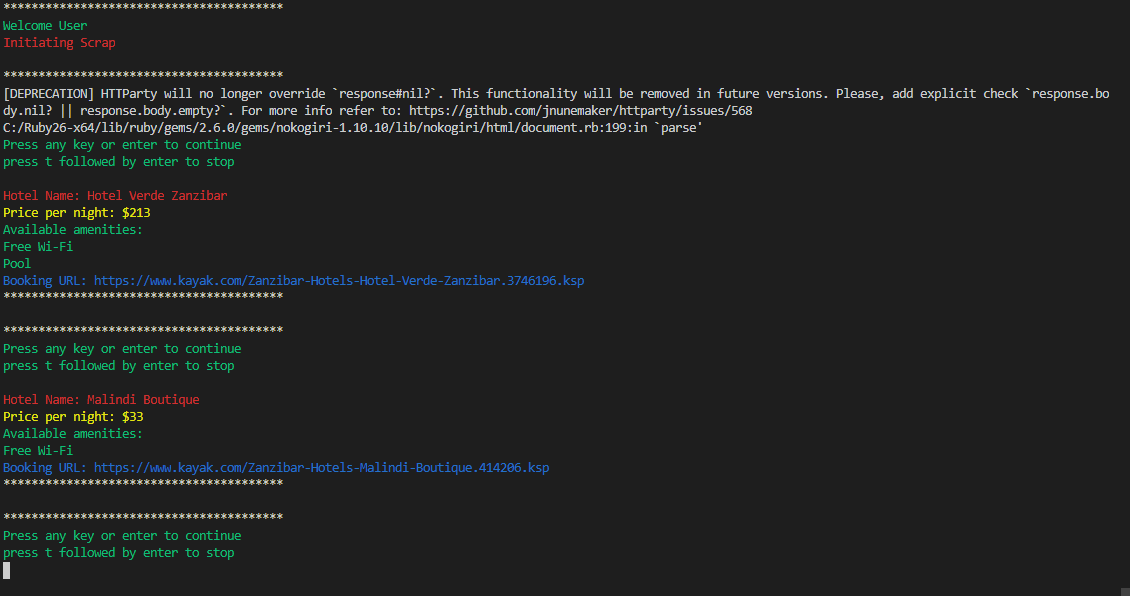 ****************************************
Welcome User
Initiating Scrap
****************************************
[DEPRECATION] HTTParty will no longer override `response#nil?`. This functionality will be removed in future versions. Please, add explicit check `response.bo
dy.nil? || response.body.empty?`. For more info refer to: https://github.com/jnunemaker/httparty/issues/568
C:/Ruby26-x64/lib/ruby/gems/2.6.0/gems/nokogiri-1.10.10/lib/nokogiri/html/document.rb:199:in `parse'
Press any key or enter to continue
press t followed by enter to stop
Hotel Name: Hotel Verde Zanzibar
Price per night: $213
Available amenities:
Free Wi-Fi
Pool
Booking URL: https://www.kayak.com/Zanzibar-Hotels-Hotel-Verde-Zanzibar.3746196.ksp
****************************************
****************************************
Press any key or enter to continue
press t followed by enter to stop
Hotel Name: Malindi Boutique
Price per night: $33
Available amenities:
Free Wi-Fi
Booking URL: https://www.kayak.com/Zanzibar-Hotels-Malindi-Boutique.414206.ksp
****************************************
****************************************
Press any key or enter to continue
press t followed by enter to stop